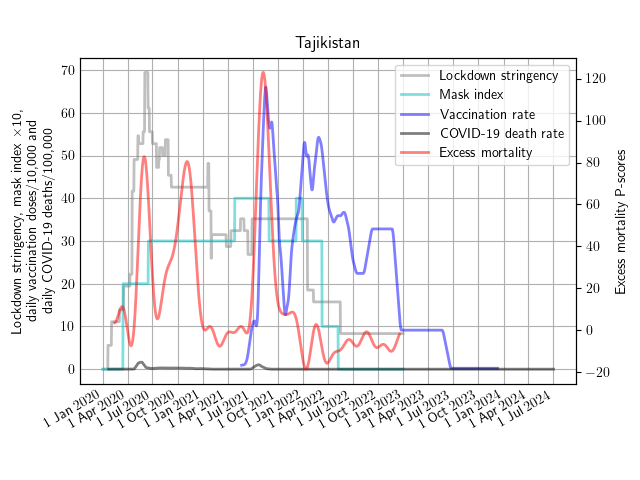 Tajikistan
Lockdown stringency
Mask index
Vaccination rate
COVID-19 death rate
Excess mortality
Lockdown stringency, mask index ×10,
daily vaccination doses/10,000 and
daily COVID-19 deaths/100,000
70
60
50
40
30
20
10
0
120
100
80
60
40
20
0
−20
Excess mortality P-scores
1 Jan 2020
1 Apr 2020
1 Jul 2020
1 Oct 2020
1 Jan 2021
1 Apr 2021
1 Jul 2021
1 Oct 2021
1 Jan 2022
1 Apr 2022
1 Jul 2022
1 Oct 2022
1 Jan 2023
1 Apr 2023
1 Jul 2023
1 Oct 2023
1 Jan 2024
1 Apr 2024
1 Jul 2024